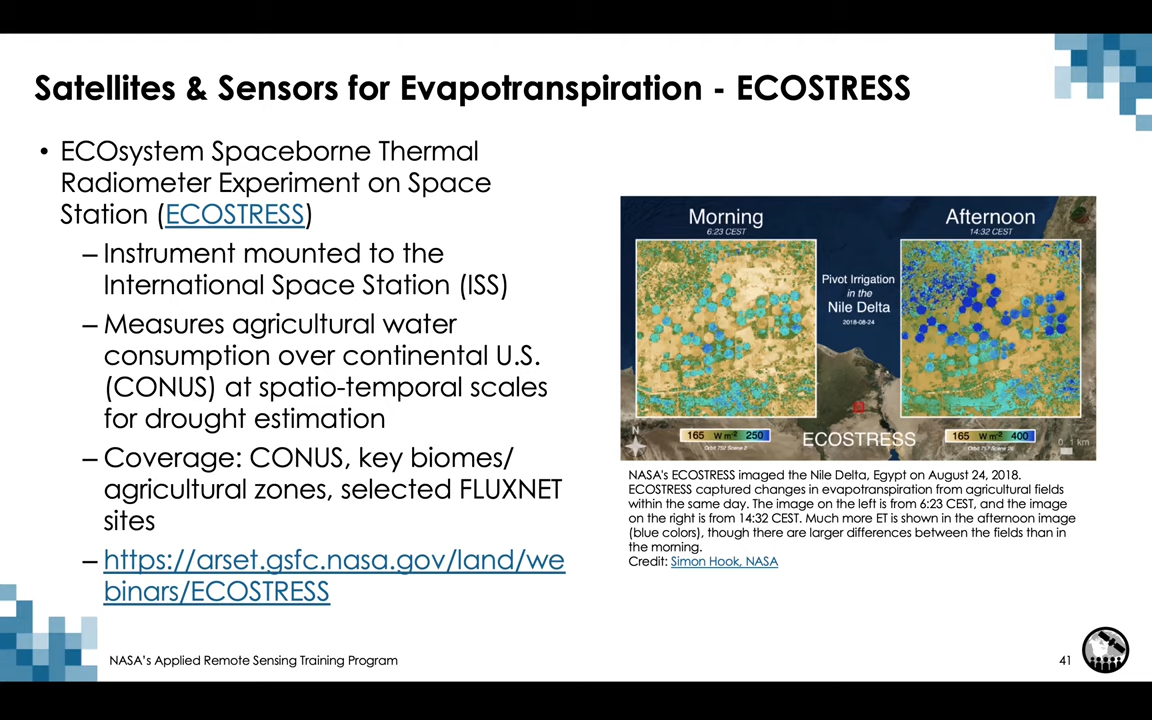 Satellites & Sensors for Evapotranspiration - ECOSTRESS
• ECOsystem Spaceborne Thermal
Radiometer Experiment on Space
Station (ECOSTRESS)
– Instrument mounted to the
International Space Station (ISS)
– Measures agricultural water
consumption over continental U.S.
(CONUS) at spatio-temporal scales
for drought estimation
– Coverage: CONUS, key biomes/
agricultural zones, selected FLUXNET
sites
– https://arset.gsfc.nasa.gov/land/we
binars/ECOSTRESS
Morning
6:23 CEST
Afternoon
14:32 CEST
Pivot Irrigation
in the
Nile Delta
2018-08-24
N
165 W m-2 250
Orbit 752 Scene 2
ECOSTRESS
165 W m-2 400
Orbit 757 Scene 26
0 1 km
NASA's ECOSTRESS imaged the Nile Delta, Egypt on August 24, 2018.
ECOSTRESS captured changes in evapotranspiration from agricultural fields
within the same day. The image on the left is from 6:23 CEST, and the image
on the right is from 14:32 CEST. Much more ET is shown in the afternoon image
(blue colors), though there are larger differences between the fields than in
the morning.
Credit: Simon Hook, NASA
NASA's Applied Remote Sensing Training Program
41